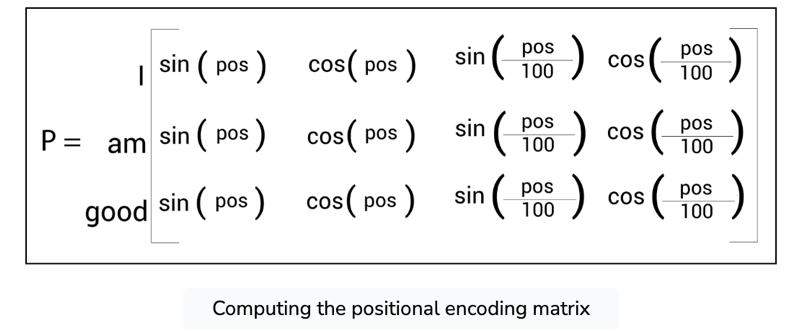 I sin ( pos ) cos( pos ) sin ( pos / 100 ) cos ( pos / 100 )
P = am sin ( pos ) cos( pos ) sin ( pos / 100 ) cos ( pos / 100 )
good sin ( pos ) cos( pos ) sin ( pos / 100 ) cos ( pos / 100 )
Computing the positional encoding matrix